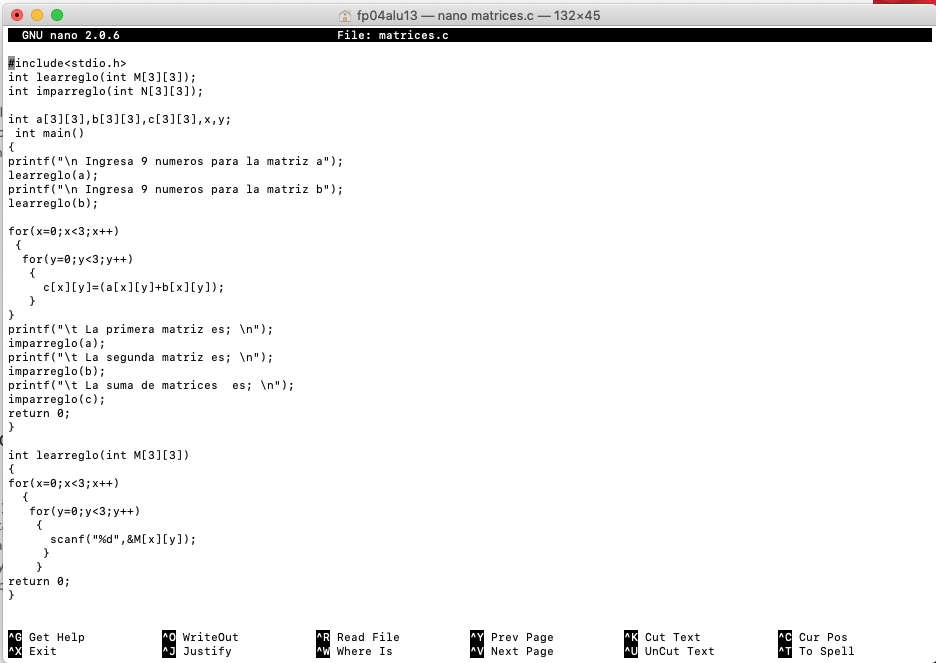 fp04alu13 — nano matrices.c — 132×45
GNU nano 2.0.6 File: matrices.c
#include<stdio.h>
int learreglo(int M[3][3]);
int imparreglo(int N[3][3]);
int a[3][3],b[3][3],c[3][3],x,y;
int main()
{
printf("\n Ingresa 9 numeros para la matriz a");
learreglo(a);
printf("\n Ingresa 9 numeros para la matriz b");
learreglo(b);
for(x=0;x<3;x++)
{
for(y=0;y<3;y++)
{
c[x][y]=(a[x][y]+b[x][y]);
}
}
printf("\t La primera matriz es; \n");
imparreglo(a);
printf("\t La segunda matriz es; \n");
imparreglo(b);
printf("\t La suma de matrices  es; \n");
imparreglo(c);
return 0;
}
int learreglo(int M[3][3])
{
for(x=0;x<3;x++)
{
for(y=0;y<3;y++)
{
scanf("%d",&M[x][y]);
}
}
return 0;
}
^G Get Help ^O WriteOut ^R Read File ^Y Prev Page ^K Cut Text ^C Cur Pos
^X Exit ^J Justify ^W Where Is ^V Next Page ^U UnCut Text ^T To Spell